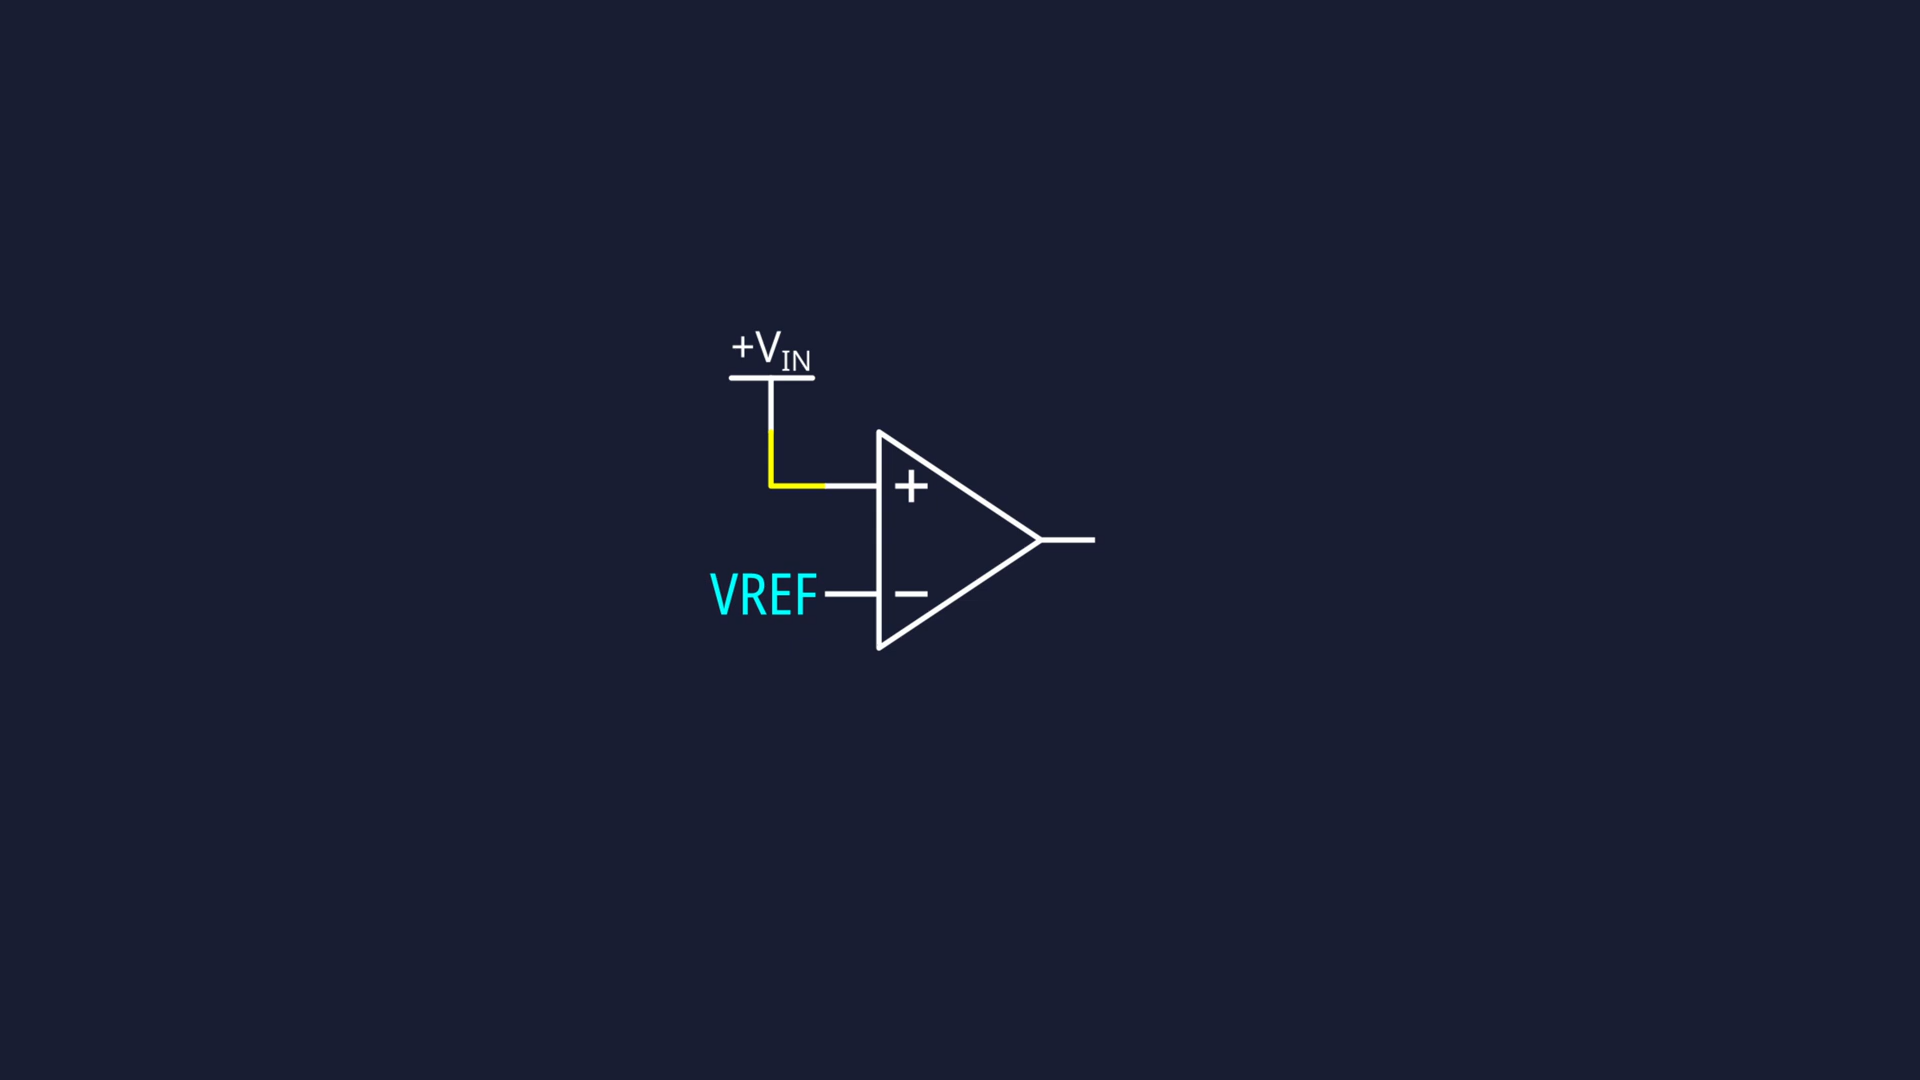 +VIN
+
VREF −